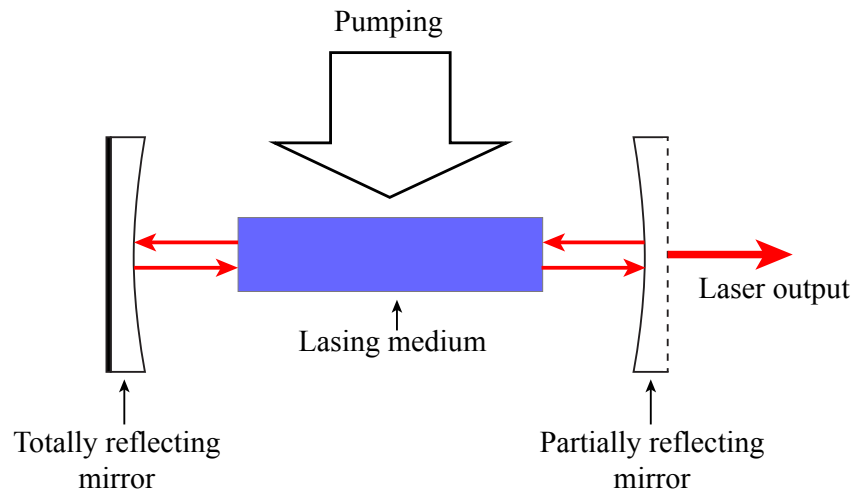 Pumping
Laser output
Lasing medium
Totally reflecting
mirror
Partially reflecting
mirror